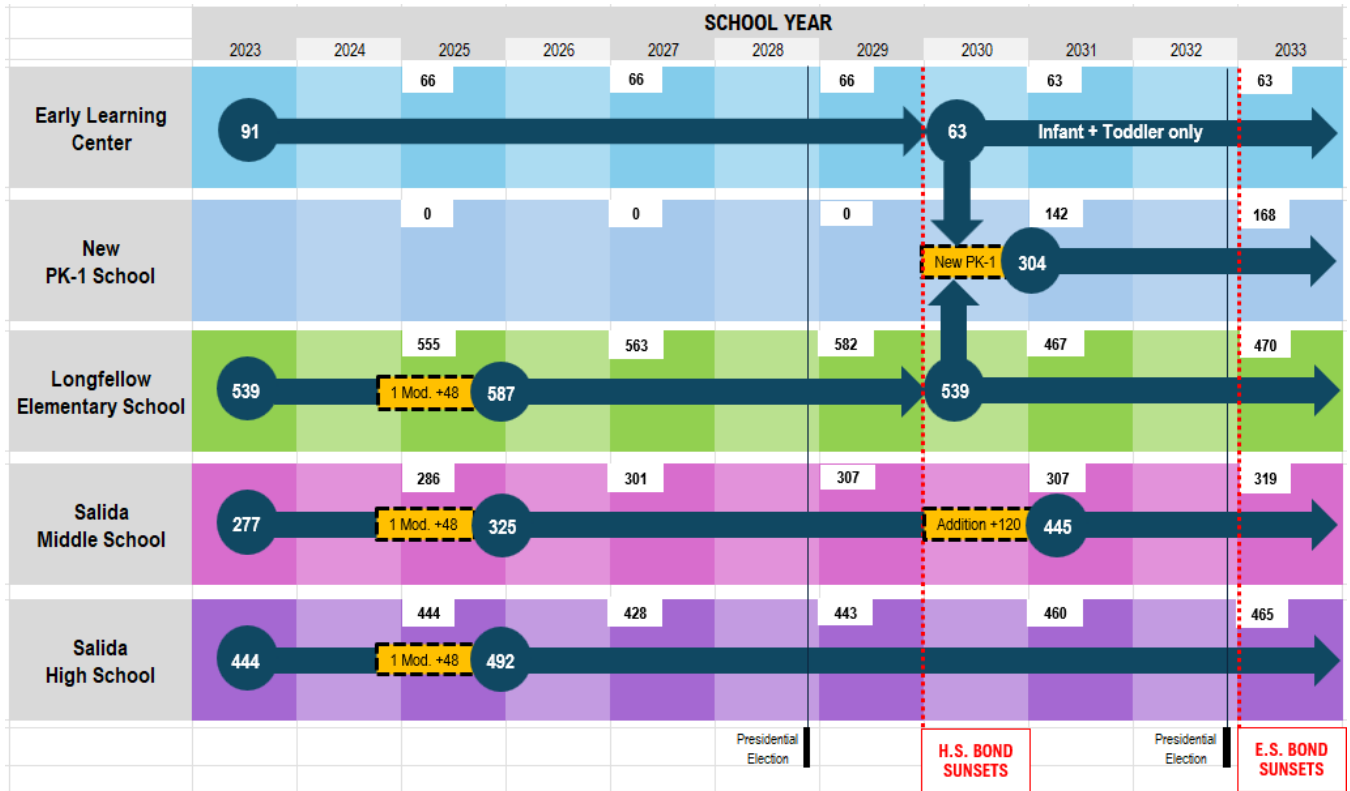 SCHOOL YEAR
2023 2024 2025 2026 2027 2028 2029 2030 2031 2032 2033
66 66 66 63 63
Early Learning
Center
91 63 Infant + Toddler only
0 0 0 142 168
New
PK-1 School
New PK-1 304
555 563 582 467 470
Longfellow
Elementary School
539 1 Mod. +48 587 539
286 301 307 307 319
Salida
Middle School
277 1 Mod. +48 325 Addition +120 445
444 428 443 460 465
Salida
High School
444 1 Mod. +48 492
Presidential
Election
H.S. BOND
SUNSETS
Presidential
Election
E.S. BOND
SUNSETS